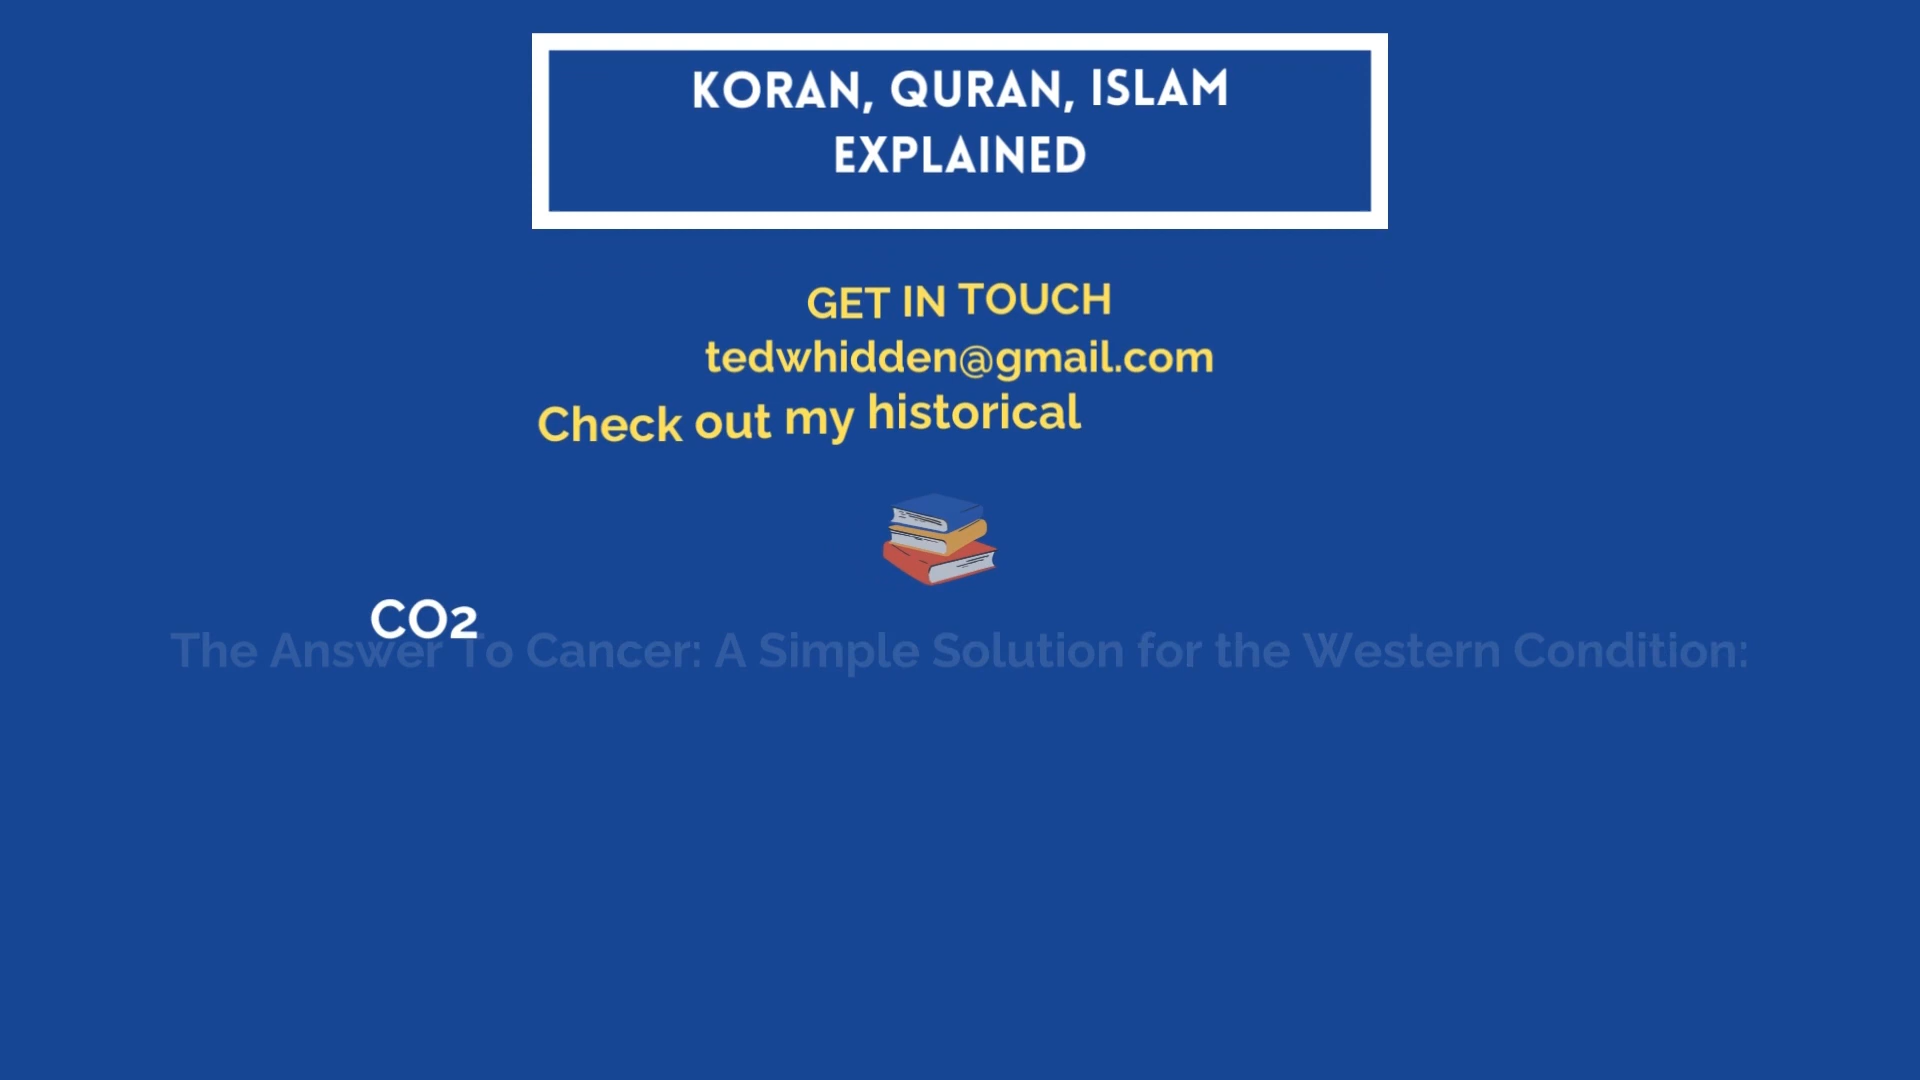 KORAN, QURAN, ISLAM
EXPLAINED
GET IN TOUCH
tedwhidden@gmail.com
Check out my historical
CO2
The Answer To Cancer: A Simple Solution for the Western Condition: